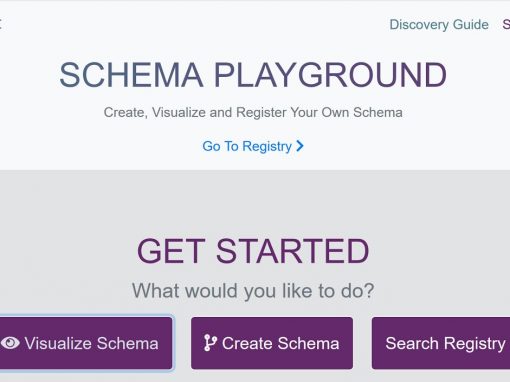 Discovery Guide
SCHEMA PLAYGROUND
Create, Visualize and Register Your Own Schema
Go To Registry
GET STARTED
What would you like to do?
Visualize Schema Create Schema Search Registry